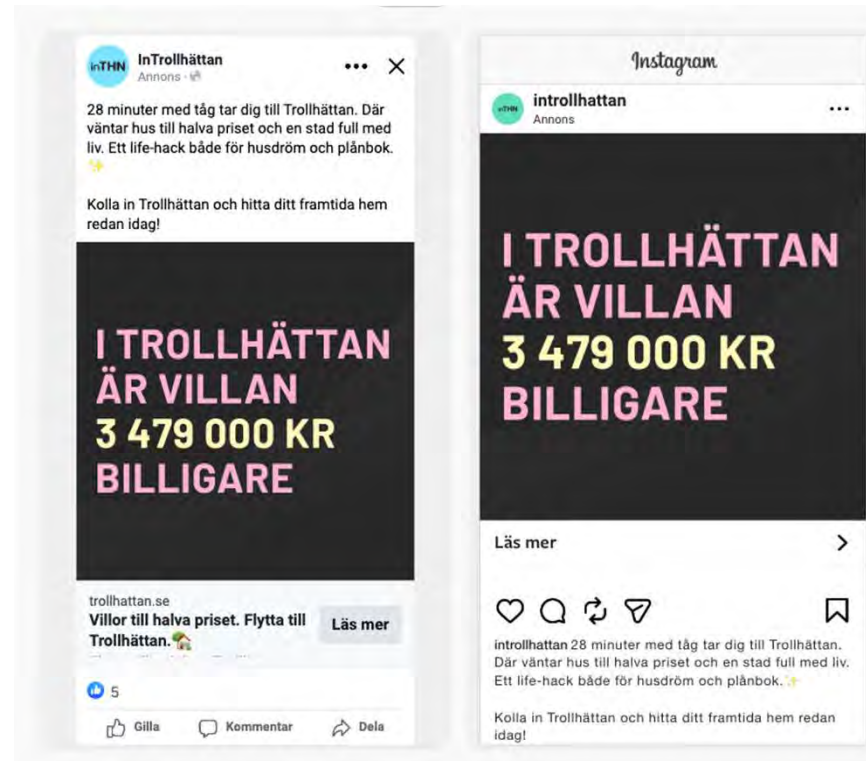 inTHN
InTrollhättan
Annons ·
28 minuter med tåg tar dig till Trollhättan. Där
väntar hus till halva priset och en stad full med
liv. Ett life-hack både för husdröm och plånbok.
✨
Kolla in Trollhättan och hitta ditt framtida hem
redan idag!
I TROLLHÄTTAN
ÄR VILLAN
3 479 000 KR
BILLIGARE
trollhattan.se
Villor till halva priset. Flytta till
Trollhättan.🏡
Läs mer
5
Gilla
Kommentar
Dela
Instagram
inTHN
introllhattan
Annons
I TROLLHÄTTAN
ÄR VILLAN
3 479 000 KR
BILLIGARE
Läs mer
introllhattan 28 minuter med tåg tar dig till Trollhättan.
Där väntar hus till halva priset och en stad full med liv.
Ett life-hack både för husdröm och plånbok.✨
Kolla in Trollhättan och hitta ditt framtida hem redan
idag!